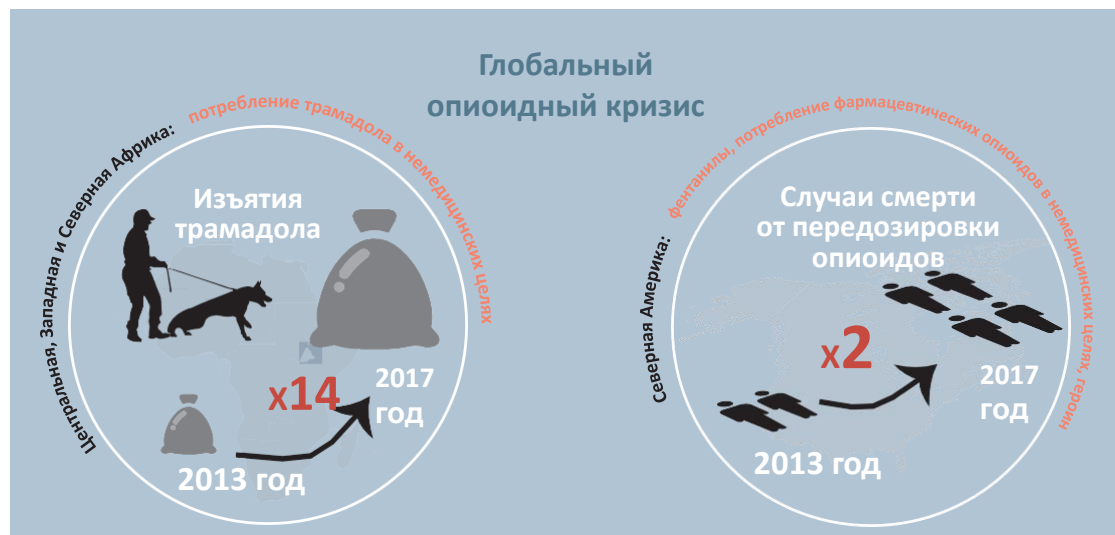 Глобальный
опиоидный кризис
Центральная, Западная и Северная Африка: потребление трамадола в немедицинских целях
Изъятия
трамадола
x14
2013 год
2017
год
Северная Америка: фентанилы, потребление фармацевтических опиоидов в немедицинских целях, героин
Случаи смерти
от передозировки
опиоидов
x2
2013 год
2017
год